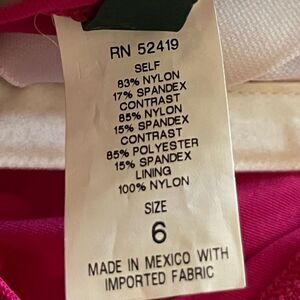 RN 52419
SELF
83% NYLON
17% SPANDEX
CONTRAST
85% NYLON
15% SPANDEX
CONTRAST
85% POLYESTER
15% SPANDEX
LINING
100% NYLON
SIZE
6
MADE IN MEXICO WITH
IMPORTED FABRIC